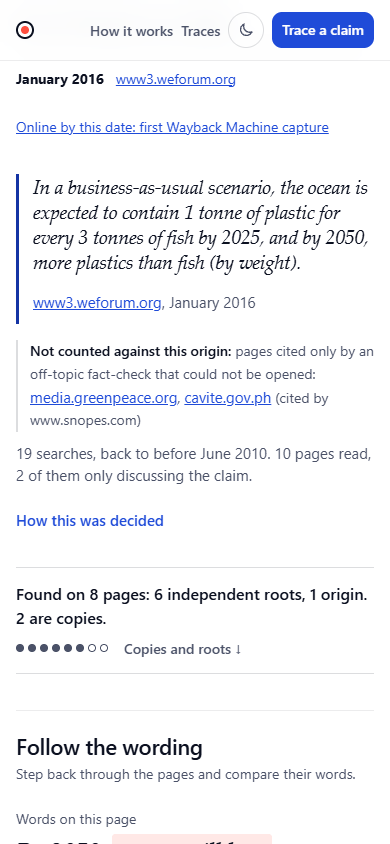 How it works Traces Trace a claim
January 2016 www3.weforum.org
Online by this date: first Wayback Machine capture
In a business-as-usual scenario, the ocean is
expected to contain 1 tonne of plastic for
every 3 tonnes of fish by 2025, and by 2050,
more plastics than fish (by weight).
www3.weforum.org, January 2016
Not counted against this origin: pages cited only by an
off-topic fact-check that could not be opened:
media.greenpeace.org, cavite.gov.ph (cited by
www.snopes.com)
19 searches, back to before June 2010. 10 pages read,
2 of them only discussing the claim.
How this was decided
Found on 8 pages: 6 independent roots, 1 origin.
2 are copies.
Copies and roots ↓
Follow the wording
Step back through the pages and compare their words.
Words on this page